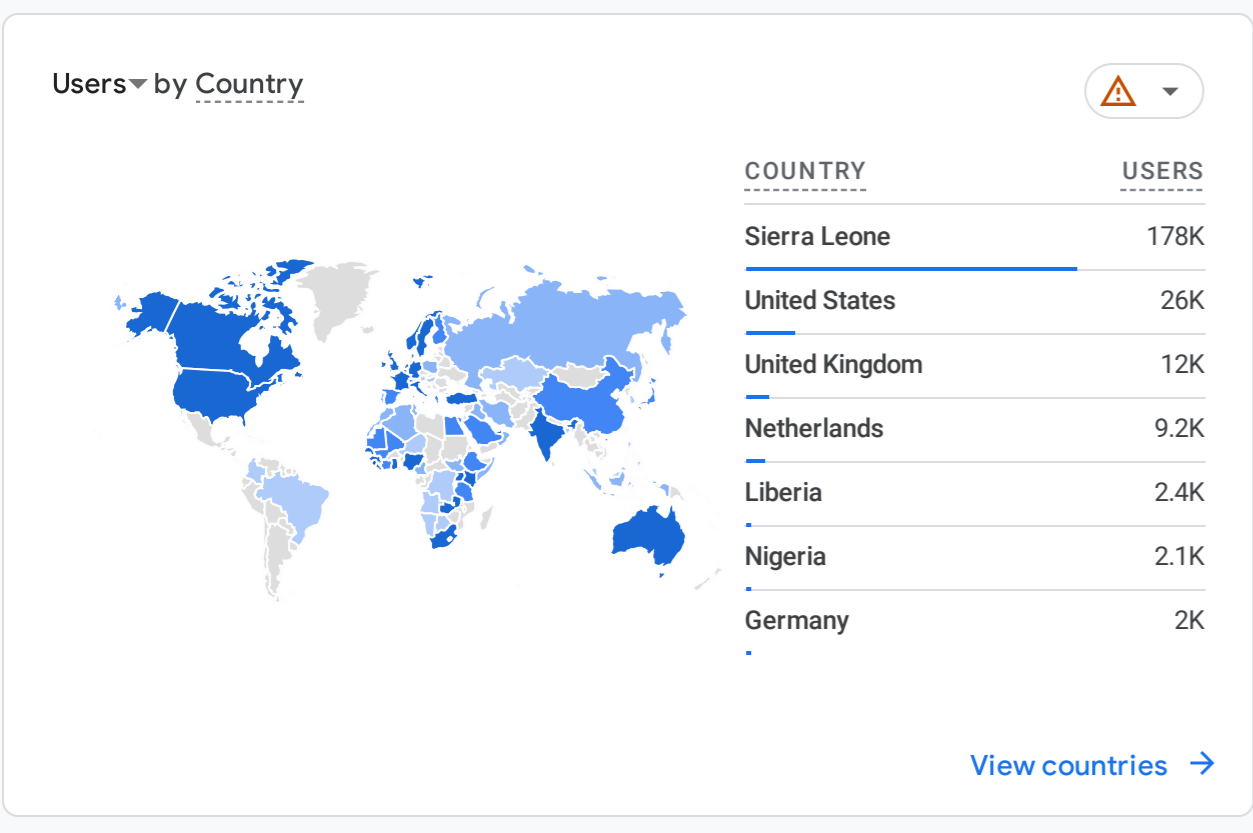 Users by Country
COUNTRY USERS
Sierra Leone 178K
United States 26K
United Kingdom 12K
Netherlands 9.2K
Liberia 2.4K
Nigeria 2.1K
Germany 2K
View countries